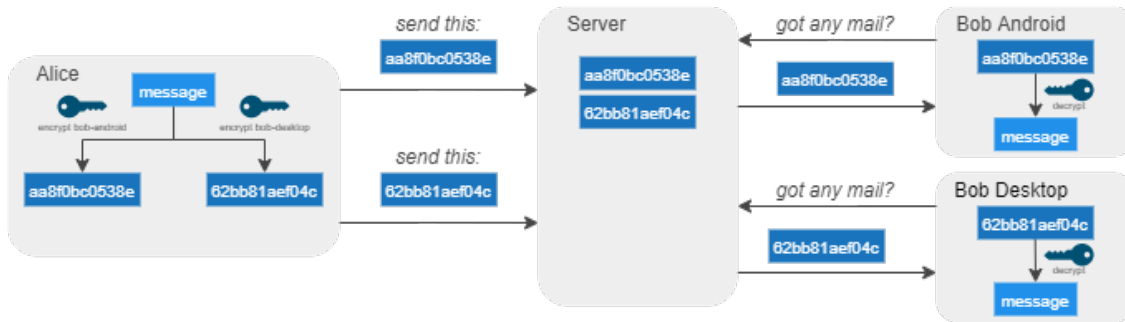 Alice
message
encrypt bob-android
encrypt bob-desktop
aa8f0bc0538e
62bb81aef04c
send this:
aa8f0bc0538e
send this:
62bb81aef04c
Server
aa8f0bc0538e
62bb81aef04c
got any mail?
aa8f0bc0538e
got any mail?
62bb81aef04c
Bob Android
aa8f0bc0538e
decrypt
message
Bob Desktop
62bb81aef04c
decrypt
message